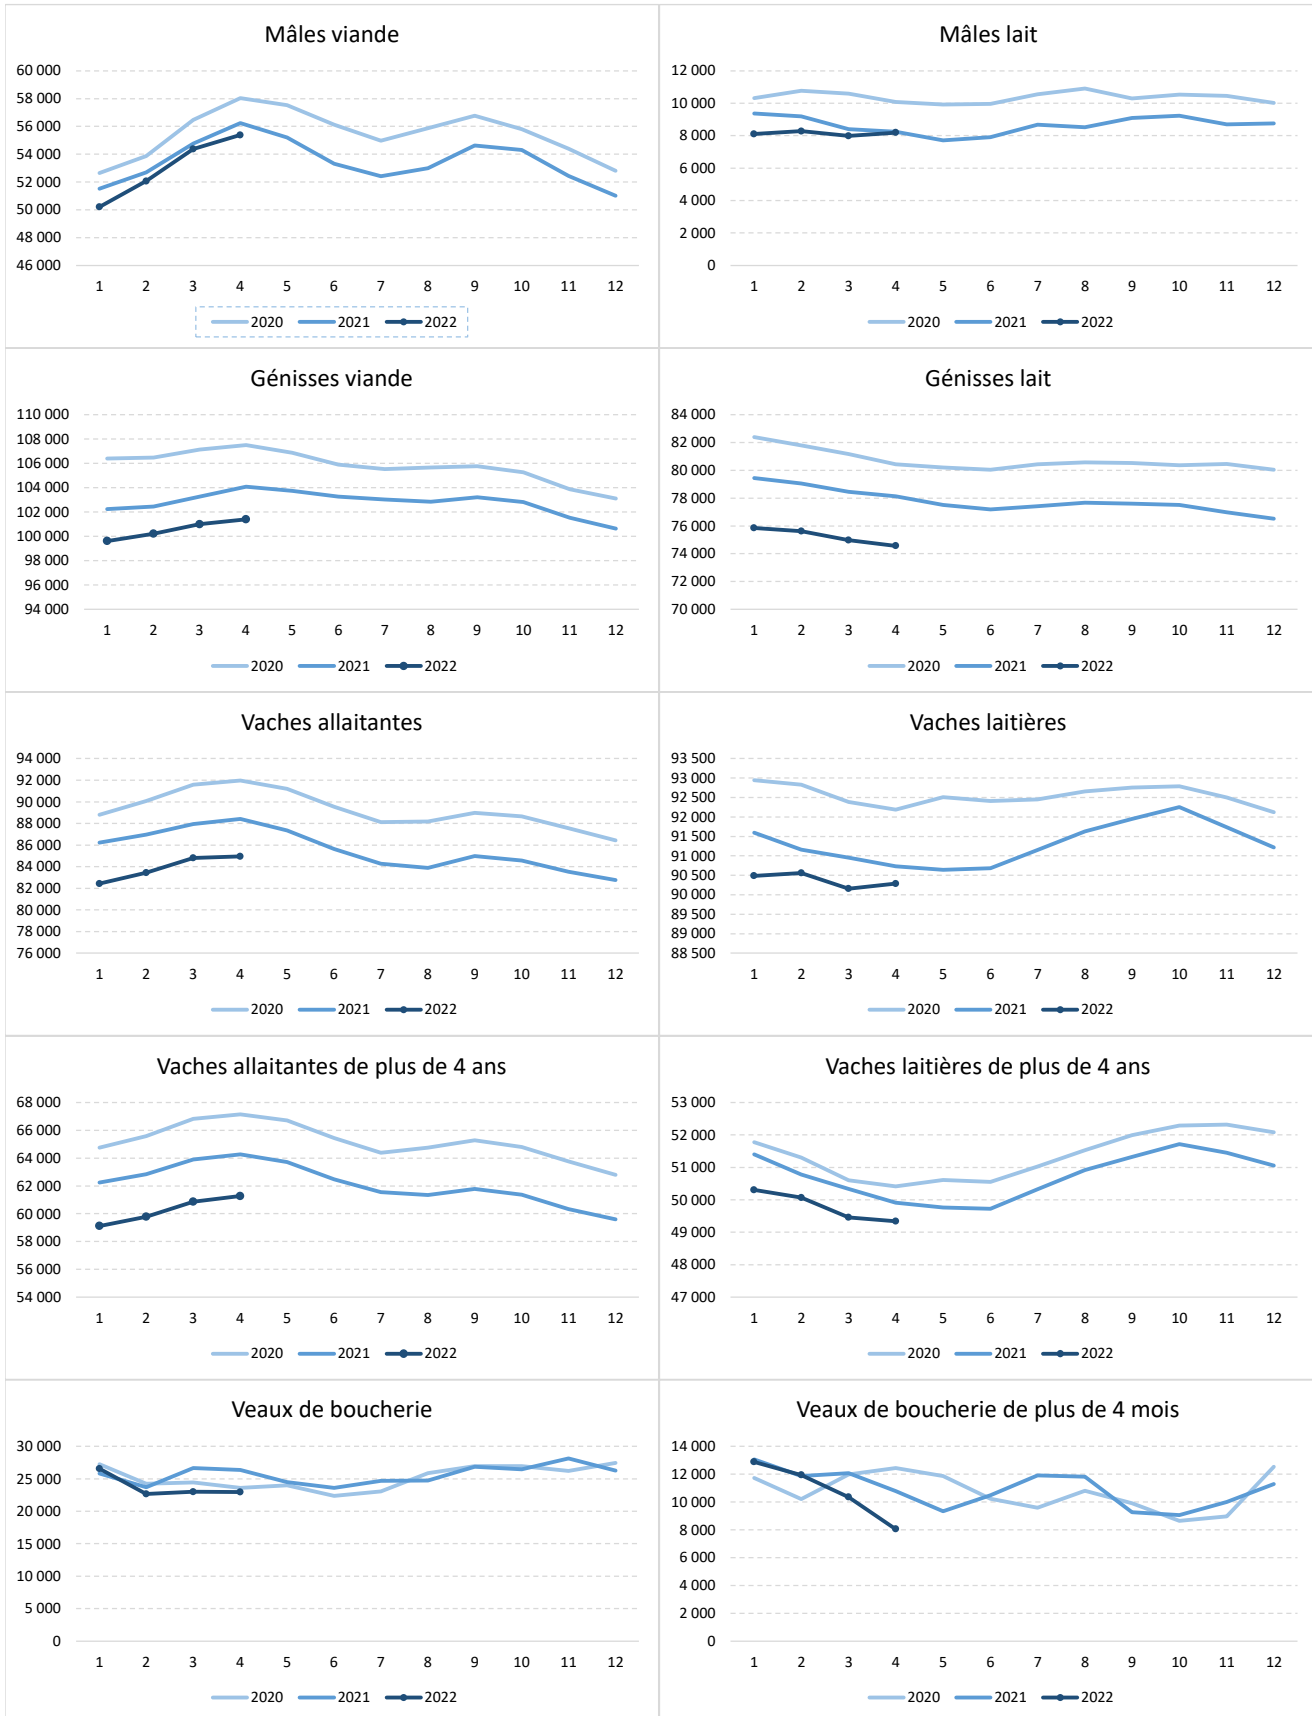 Mâles viande
60 000
58 000
56 000
54 000
52 000
50 000
48 000
46 000
1 2 3 4 5 6 7 8 9 10 11 12
2020 2021 2022
Mâles lait
12 000
10 000
8 000
6 000
4 000
2 000
0
1 2 3 4 5 6 7 8 9 10 11 12
2020 2021 2022
Génisses viande
110 000
108 000
106 000
104 000
102 000
100 000
98 000
96 000
94 000
1 2 3 4 5 6 7 8 9 10 11 12
2020 2021 2022
Génisses lait
84 000
82 000
80 000
78 000
76 000
74 000
72 000
70 000
1 2 3 4 5 6 7 8 9 10 11 12
2020 2021 2022
Vaches allaitantes
94 000
92 000
90 000
88 000
86 000
84 000
82 000
80 000
78 000
76 000
1 2 3 4 5 6 7 8 9 10 11 12
2020 2021 2022
Vaches laitières
93 500
93 000
92 500
92 000
91 500
91 000
90 500
90 000
89 500
89 000
88 500
1 2 3 4 5 6 7 8 9 10 11 12
2020 2021 2022
Vaches allaitantes de plus de 4 ans
68 000
66 000
64 000
62 000
60 000
58 000
56 000
54 000
1 2 3 4 5 6 7 8 9 10 11 12
2020 2021 2022
Vaches laitières de plus de 4 ans
53 000
52 000
51 000
50 000
49 000
48 000
47 000
1 2 3 4 5 6 7 8 9 10 11 12
2020 2021 2022
Veaux de boucherie
30 000
25 000
20 000
15 000
10 000
5 000
0
1 2 3 4 5 6 7 8 9 10 11 12
2020 2021 2022
Veaux de boucherie de plus de 4 mois
14 000
12 000
10 000
8 000
6 000
4 000
2 000
0
1 2 3 4 5 6 7 8 9 10 11 12
2020 2021 2022